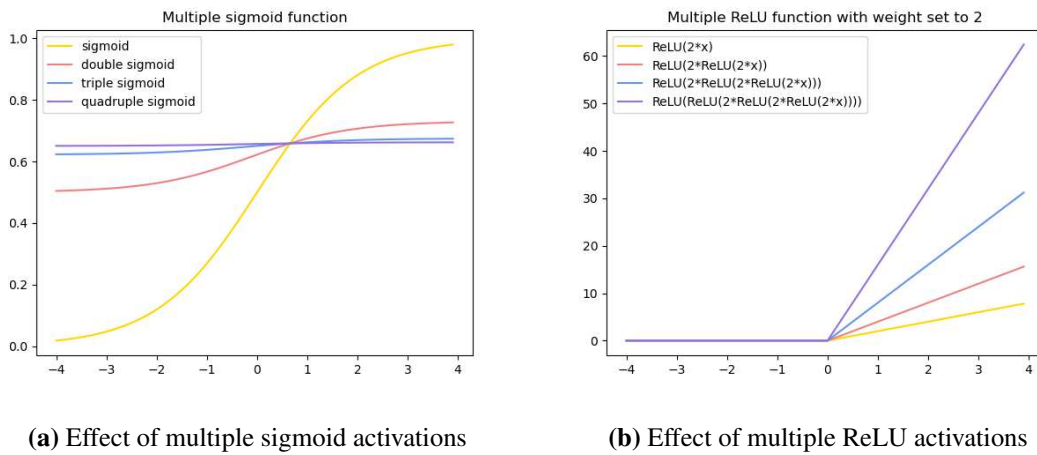 Multiple sigmoid function
1.0
0.8
0.6
0.4
0.2
0.0
sigmoid
double sigmoid
triple sigmoid
quadruple sigmoid
−4 −3 −2 −1 0 1 2 3 4
(a) Effect of multiple sigmoid activations
Multiple ReLU function with weight set to 2
60
50
40
30
20
10
0
ReLU(2*x)
ReLU(2*ReLU(2*x))
ReLU(2*ReLU(2*ReLU(2*x)))
ReLU(ReLU(2*ReLU(2*ReLU(2*x))))
−4 −3 −2 −1 0 1 2 3 4
(b) Effect of multiple ReLU activations